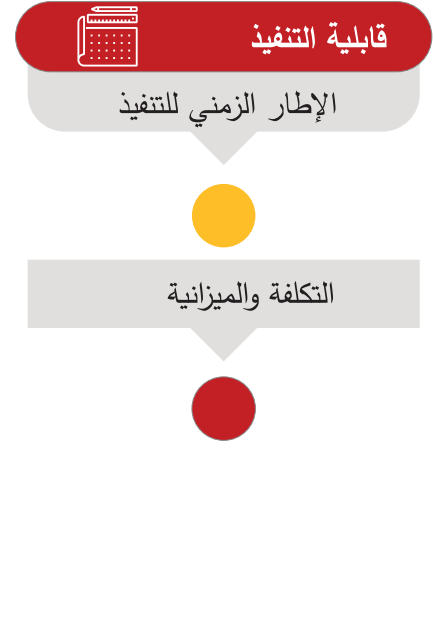 قابلية التنفيذ
الإطار الزمني للتنفيذ
التكلفة والميزانية